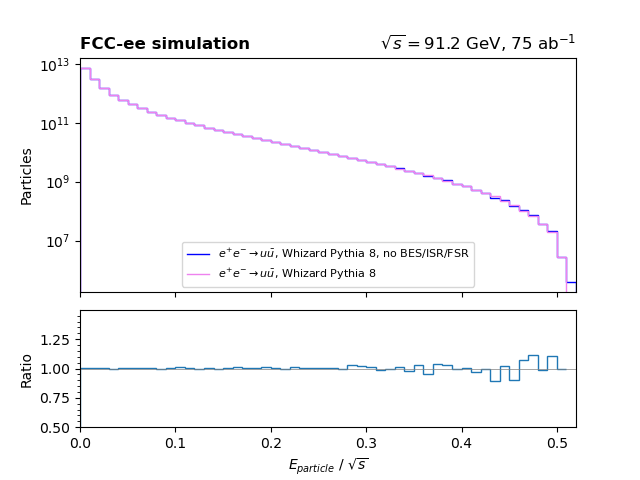 FCC-ee simulation
√s = 91.2 GeV, 75 ab⁻¹
Particles
10¹³
10¹¹
10⁹
10⁷
e⁺e⁻ → uū, Whizard Pythia 8, no BES/ISR/FSR
e⁺e⁻ → uū, Whizard Pythia 8
Ratio
1.25
1.00
0.75
0.50
0.0 0.1 0.2 0.3 0.4 0.5
E_particle / √s